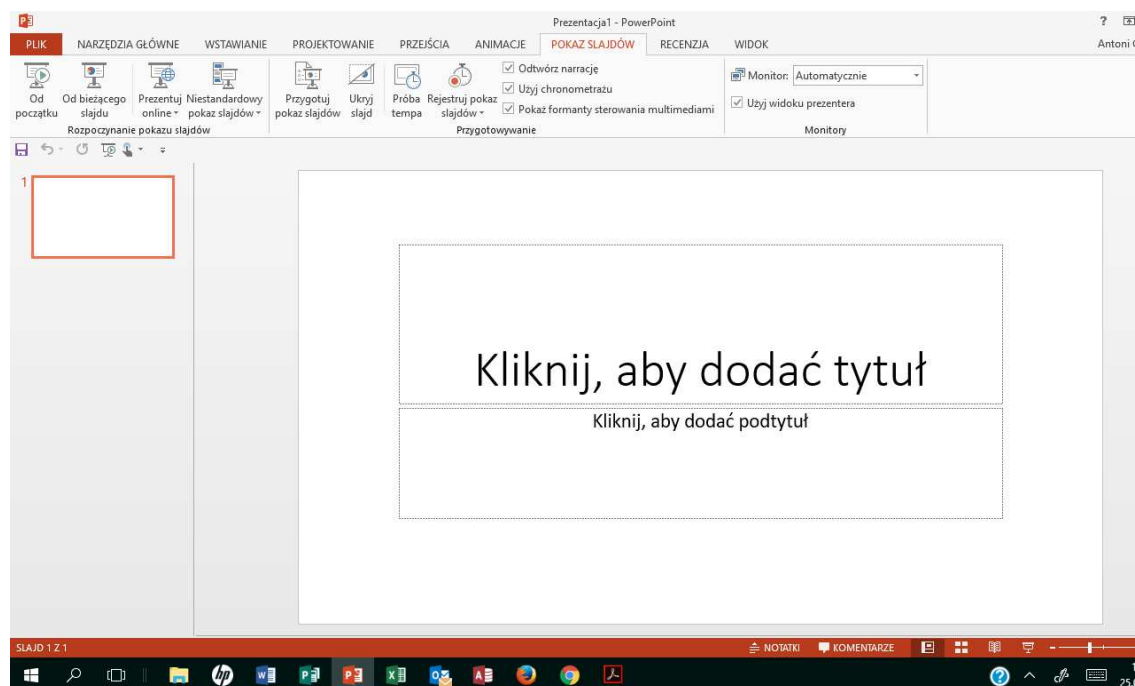 Prezentacja1 - PowerPoint
?
PLIK NARZĘDZIA GŁÓWNE WSTAWIANIE PROJEKTOWANIE PRZEJŚCIA ANIMACJE POKAZ SLAJDÓW RECENZJA WIDOK
Antoni
Od początku
Od bieżącego slajdu
Prezentuj online
Niestandardowy pokaz slajdów
Rozpoczynanie pokazu slajdów
Przygotuj pokaz slajdów
Ukryj slajd
Próba tempa
Rejestruj pokaz slajdów
Odtwórz narrację
Użyj chronometrażu
Pokaż formanty sterowania multimediami
Przygotowywanie
Monitor: Automatycznie
Użyj widoku prezentera
Monitory
1
Kliknij, aby dodać tytuł
Kliknij, aby dodać podtytuł
SLAJD 1 Z 1
NOTATKI KOMENTARZE
hp
25.